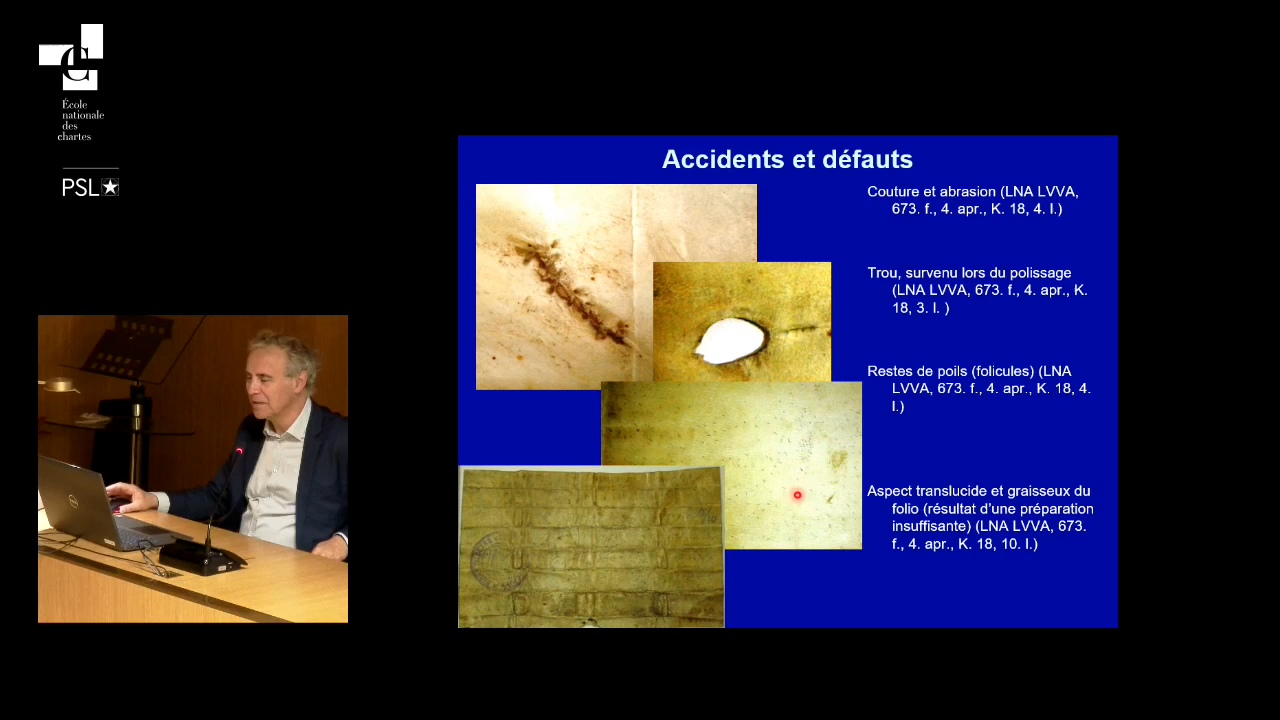 École
nationale
des
chartes
PSL
Accidents et défauts
Couture et abrasion (LNA LVVA,
673. f., 4. apr., K. 18, 4. l.)
Trou, survenu lors du polissage
(LNA LVVA, 673. f., 4. apr., K.
18, 3. l. )
Restes de poils (folicules) (LNA
LVVA, 673. f., 4. apr., K. 18, 4.
l.)
Aspect translucide et graisseux du
folio (résultat d'une préparation
insuffisante) (LNA LVVA, 673.
f., 4. apr., K. 18, 10. l.)